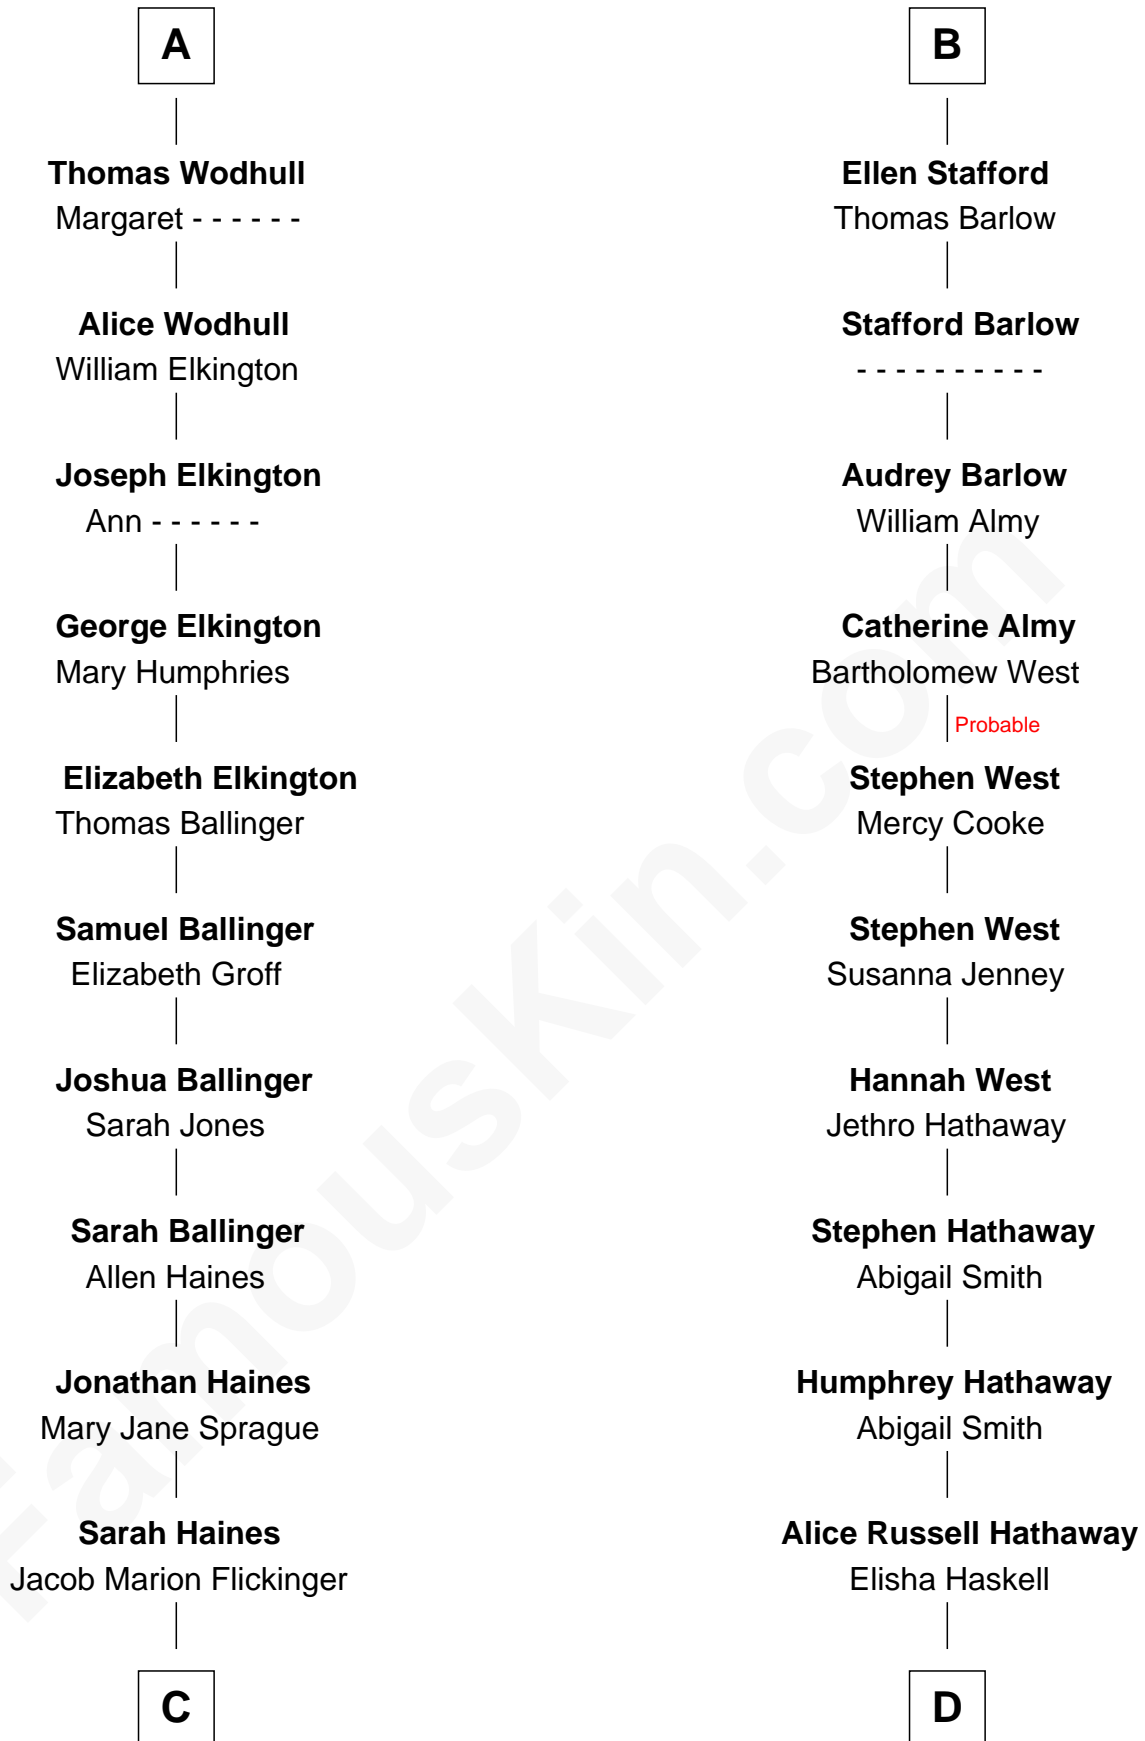 A
Thomas Wodhull
Margaret - - - - - -
Alice Wodhull
William Elkington
Joseph Elkington
Ann - - - - - -
George Elkington
Mary Humphries
Elizabeth Elkington
Thomas Ballinger
Samuel Ballinger
Elizabeth Groff
Joshua Ballinger
Sarah Jones
Sarah Ballinger
Allen Haines
Jonathan Haines
Mary Jane Sprague
Sarah Haines
Jacob Marion Flickinger
C
B
Ellen Stafford
Thomas Barlow
Stafford Barlow
- - - - - - - - - -
Audrey Barlow
William Almy
Catherine Almy
Bartholomew West
Probable
Stephen West
Mercy Cooke
Stephen West
Susanna Jenney
Hannah West
Jethro Hathaway
Stephen Hathaway
Abigail Smith
Humphrey Hathaway
Abigail Smith
Alice Russell Hathaway
Elisha Haskell
D
FamousKin.com